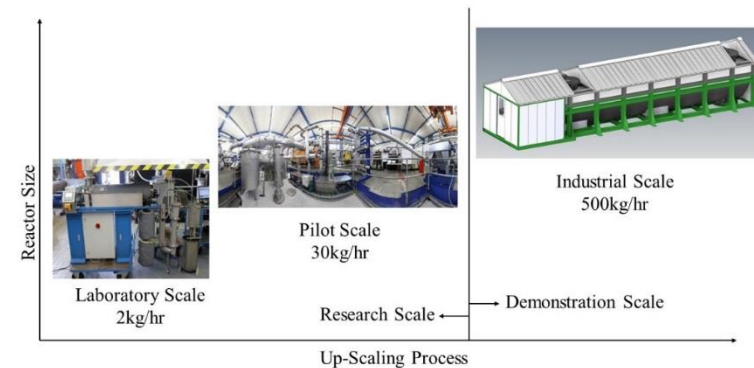 Reactor Size
Laboratory Scale
2kg/hr
Pilot Scale
30kg/hr
Industrial Scale
500kg/hr
Research Scale
Demonstration Scale
Up-Scaling Process